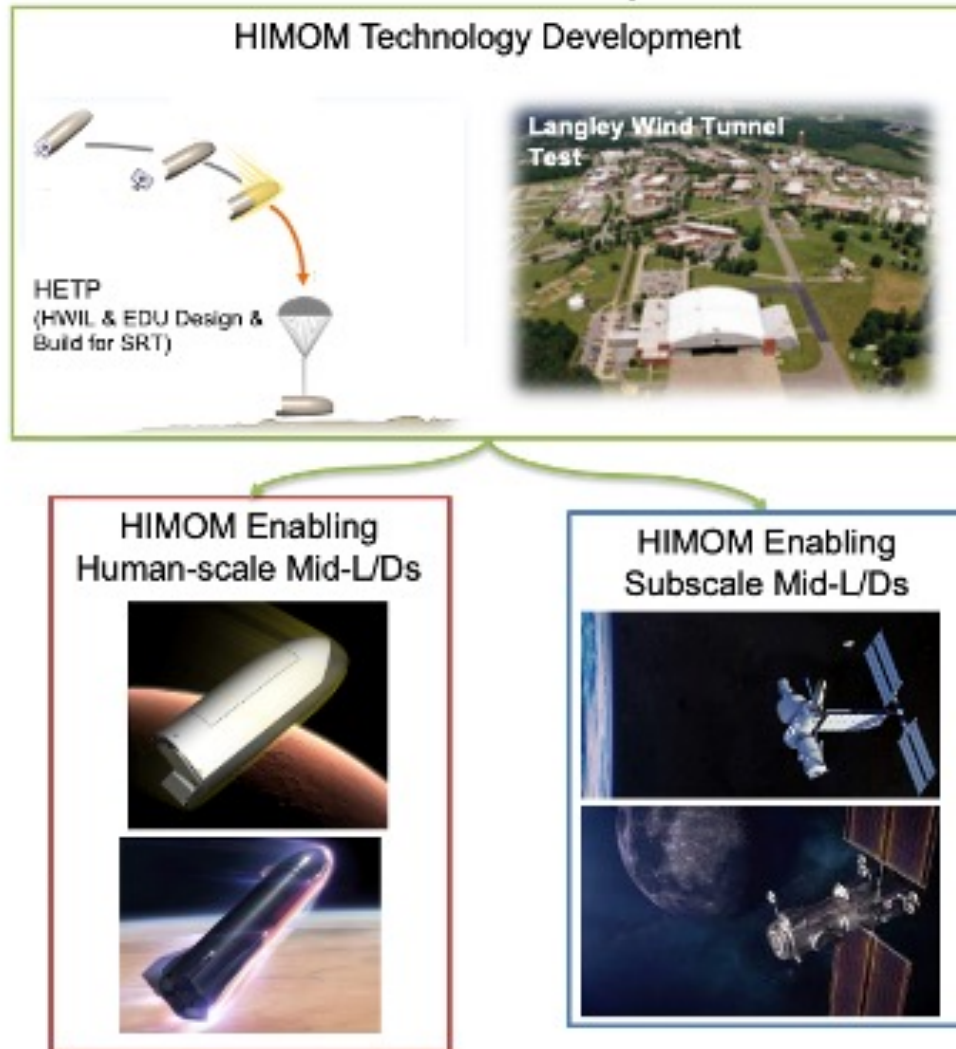 HIMOM Technology Development
Langley Wind Tunnel
Test
HETP
(HWIL & EDU Design &
Build for SRT)
HIMOM Enabling
Human-scale Mid-L/Ds
HIMOM Enabling
Subscale Mid-L/Ds